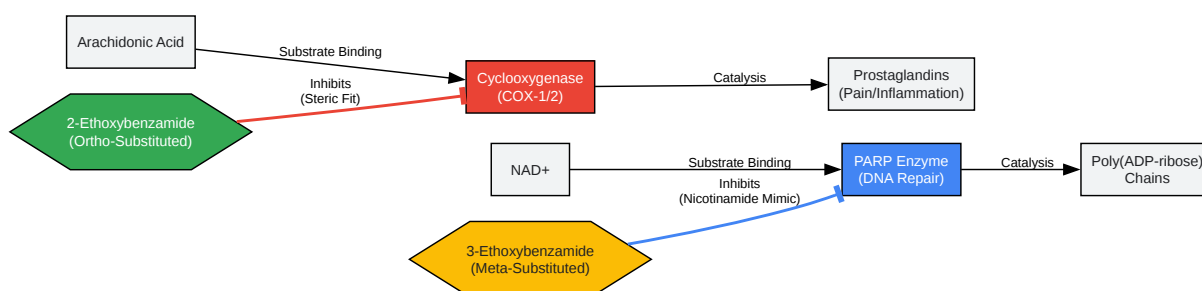 Arachidonic Acid
Substrate Binding
Inhibits
(Steric Fit)
2-Ethoxybenzamide
(Ortho-Substituted)
Cyclooxygenase
(COX-1/2)
Catalysis
Prostaglandins
(Pain/Inflammation)
NAD+
Substrate Binding
Inhibits
(Nicotinamide Mimic)
PARP Enzyme
(DNA Repair)
Catalysis
Poly(ADP-ribose)
Chains
3-Ethoxybenzamide
(Meta-Substituted)